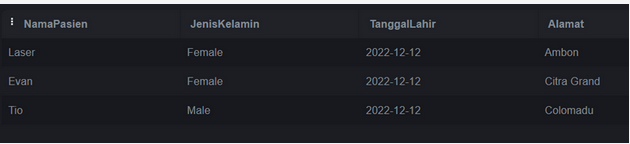 NamaPasien JenisKelamin TanggalLahir Alamat
Laser Female 2022-12-12 Ambon
Evan Female 2022-12-12 Citra Grand
Tio Male 2022-12-12 Colomadu